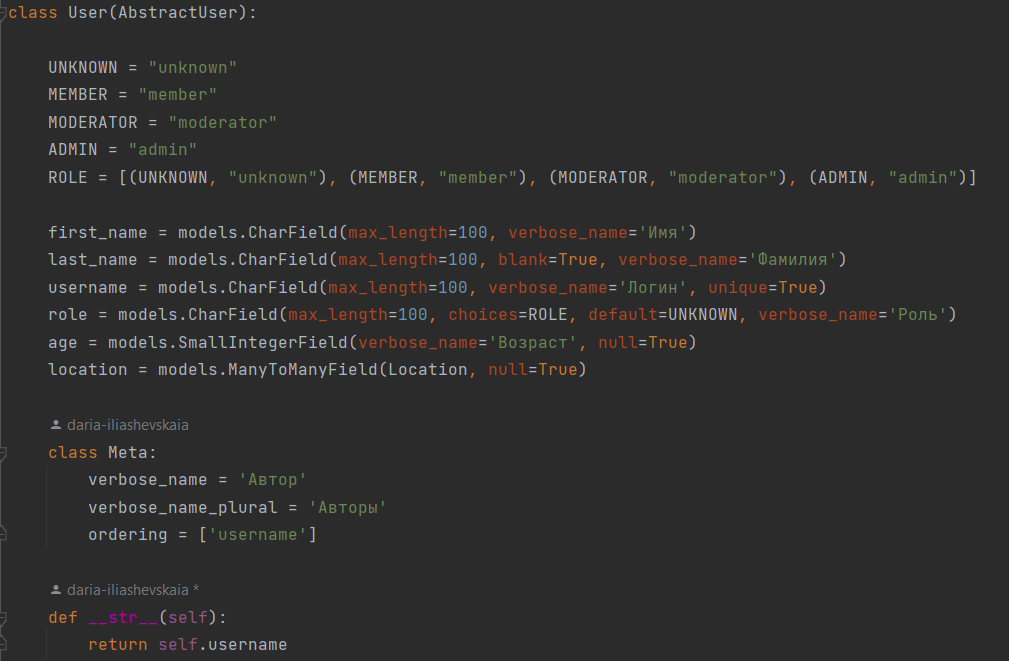 class User(AbstractUser):
UNKNOWN = "unknown"
MEMBER = "member"
MODERATOR = "moderator"
ADMIN = "admin"
ROLE = [(UNKNOWN, "unknown"), (MEMBER, "member"), (MODERATOR, "moderator"), (ADMIN, "admin")]
first_name = models.CharField(max_length=100, verbose_name='Имя')
last_name = models.CharField(max_length=100, blank=True, verbose_name='Фамилия')
username = models.CharField(max_length=100, verbose_name='Логин', unique=True)
role = models.CharField(max_length=100, choices=ROLE, default=UNKNOWN, verbose_name='Роль')
age = models.SmallIntegerField(verbose_name='Возраст', null=True)
location = models.ManyToManyField(Location, null=True)
daria-iliashevskaia
class Meta:
verbose_name = 'Автор'
verbose_name_plural = 'Авторы'
ordering = ['username']
daria-iliashevskaia *
def __str__(self):
return self.username